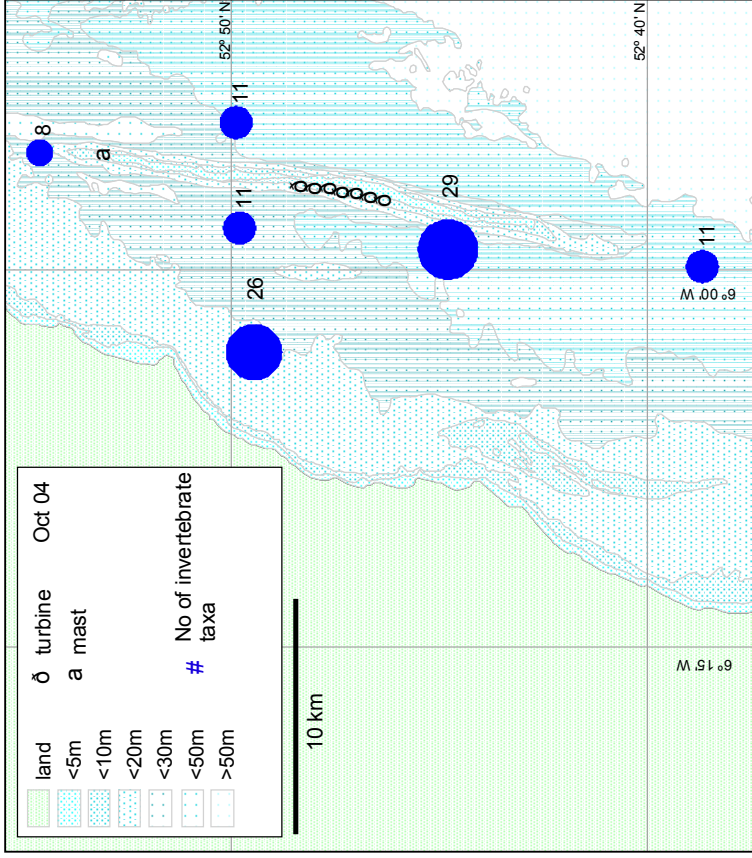 land
<5m
<10m
<20m
<30m
<50m
>50m
ǒ turbine Oct 04
a mast
# No of invertebrate
taxa
10 km
8
a
11
52° 50' N
11
26
ǒ
29
11
6° 00' W
52° 40' N
6° 15' W